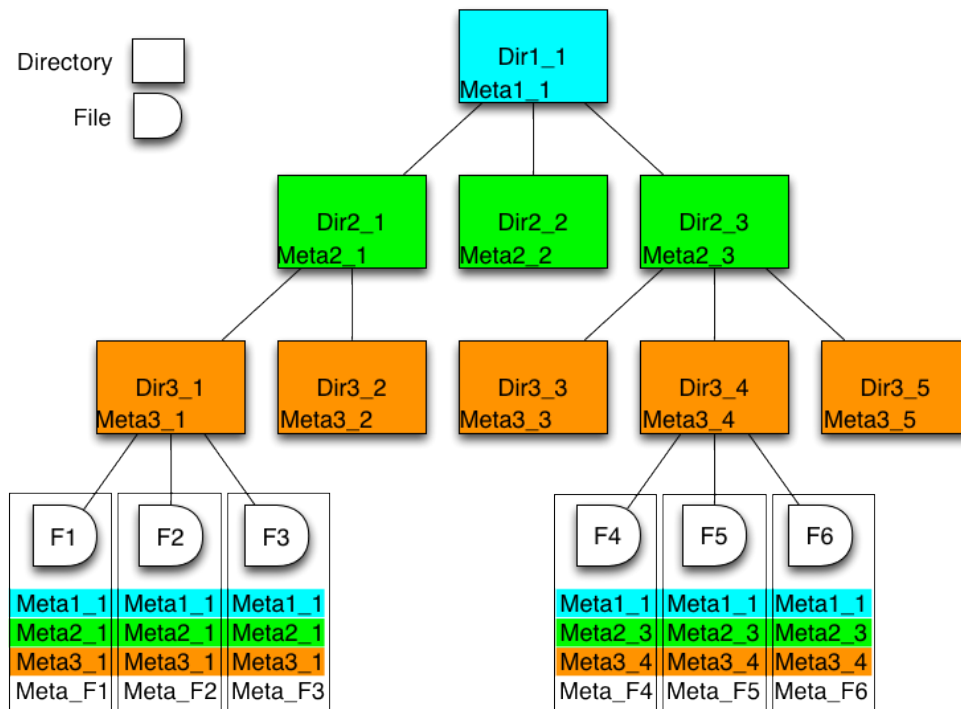 Directory
File
Dir1_1
Meta1_1
Dir2_1
Meta2_1
Dir2_2
Meta2_2
Dir2_3
Meta2_3
Dir3_1
Meta3_1
Dir3_2
Meta3_2
Dir3_3
Meta3_3
Dir3_4
Meta3_4
Dir3_5
Meta3_5
F1
Meta1_1
Meta2_1
Meta3_1
Meta_F1
F2
Meta1_1
Meta2_1
Meta3_1
Meta_F2
F3
Meta1_1
Meta2_1
Meta3_1
Meta_F3
F4
Meta1_1
Meta2_3
Meta3_4
Meta_F4
F5
Meta1_1
Meta2_3
Meta3_4
Meta_F5
F6
Meta1_1
Meta2_3
Meta3_4
Meta_F6